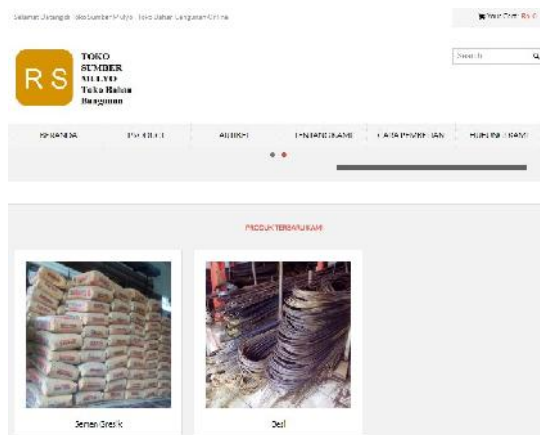 Selamat Datang di Toko Sumber Mulyo, Toko Bahan Bangunan Online
Your Cart: Rp. 0
Search
RS
TOKO
SUMBER
MULYO
Toko Bahan
Bangunan
BERANDA PRODUCT ARTIKEL TENTANG KAMI CARA PEMBELIAN HUBUNGI KAMI
PRODUK TERBARU KAMI
Semen Gresik
Besi